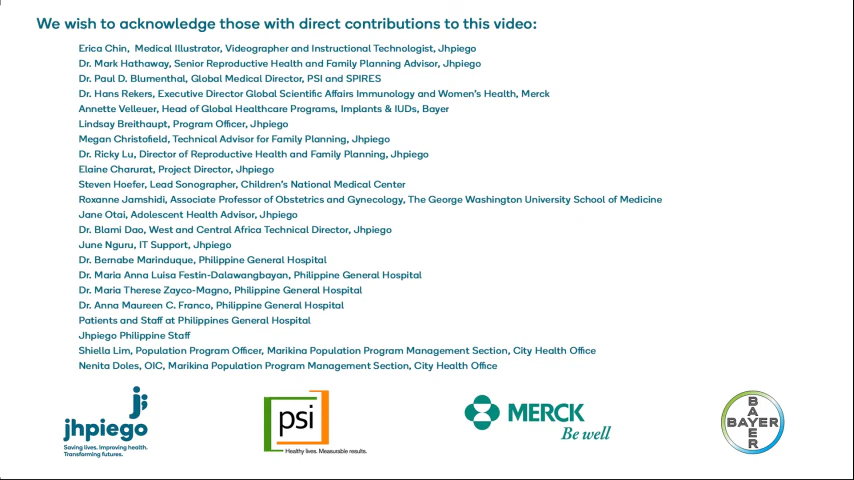 We wish to acknowledge those with direct contributions to this video:
Erica Chin, Medical Illustrator, Videographer and Instructional Technologist, Jhpiego
Dr. Mark Hathaway, Senior Reproductive Health and Family Planning Advisor, Jhpiego
Dr. Paul D. Blumenthal, Global Medical Director, PSI and SPIRES
Dr. Hans Rekers, Executive Director Global Scientific Affairs Immunology and Women's Health, Merck
Annette Velleuer, Head of Global Healthcare Programs, Implants & IUDs, Bayer
Lindsay Breithaupt, Program Officer, Jhpiego
Megan Christofield, Technical Advisor for Family Planning, Jhpiego
Dr. Ricky Lu, Director of Reproductive Health and Family Planning, Jhpiego
Elaine Charurat, Project Director, Jhpiego
Steven Hoefer, Lead Sonographer, Children's National Medical Center
Roxanne Jamshidi, Associate Professor of Obstetrics and Gynecology, The George Washington University School of Medicine
Jane Otai, Adolescent Health Advisor, Jhpiego
Dr. Blami Dao, West and Central Africa Technical Director, Jhpiego
June Nguru, IT Support, Jhpiego
Dr. Bernabe Marinduque, Philippine General Hospital
Dr. Maria Anna Luisa Festin-Dalawangbayan, Philippine General Hospital
Dr. Maria Therese Zayco-Magno, Philippine General Hospital
Dr. Anna Maureen C. Franco, Philippine General Hospital
Patients and Staff at Philippines General Hospital
Jhpiego Philippine Staff
Shiella Lim, Population Program Officer, Marikina Population Program Management Section, City Health Office
Nenita Doles, OIC, Marikina Population Program Management Section, City Health Office
jhpiego
Saving lives. Improving health.
Transforming futures.
psi
Healthy lives. Measurable results.
MERCK
Be well
BAYER
BAYER